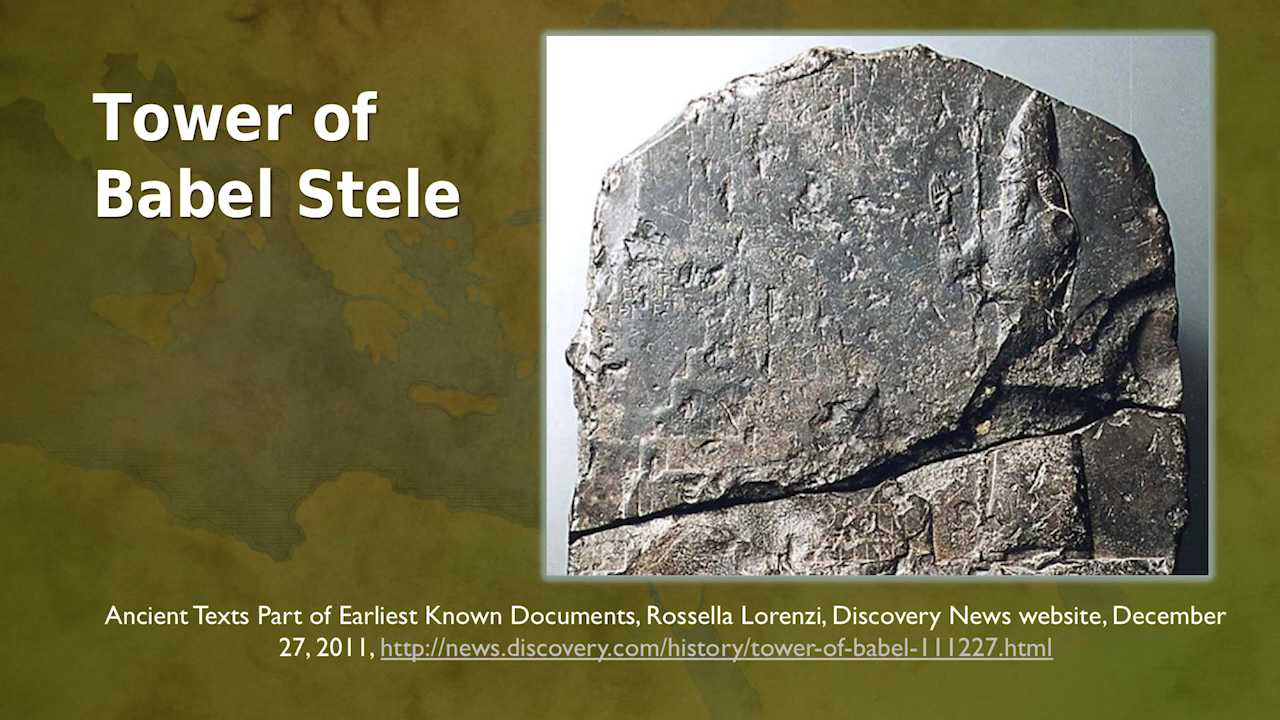 Tower of
Babel Stele
Ancient Texts Part of Earliest Known Documents, Rossella Lorenzi, Discovery News website, December
27, 2011, http://news.discovery.com/history/tower-of-babel-111227.html